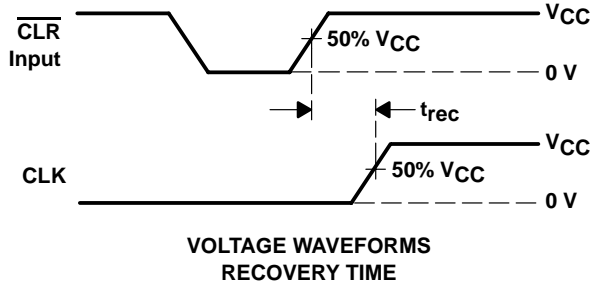 CLR
Input
50% VCC
VCC
0 V
trec
CLK
50% VCC
VCC
0 V
VOLTAGE WAVEFORMS
RECOVERY TIME